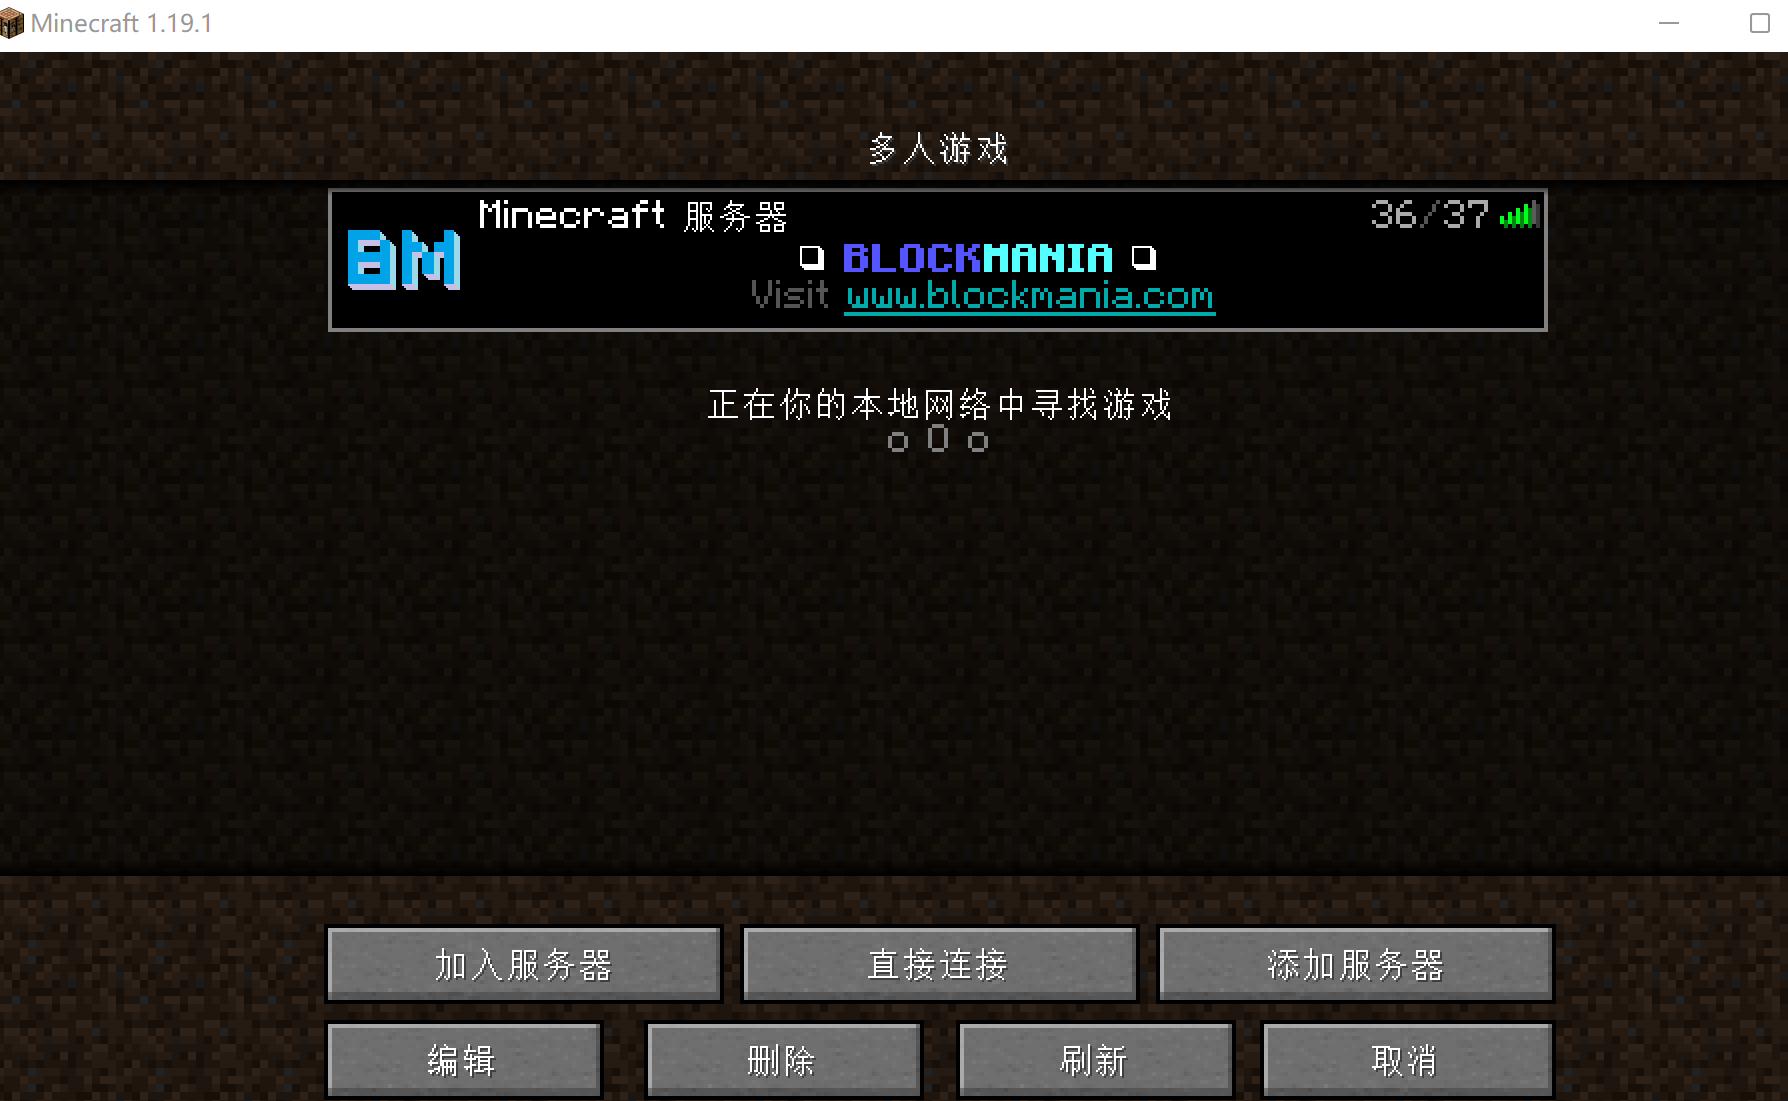 Minecraft 1.19.1
多人游戏
BM
Minecraft 服务器 36/37
BLOCKMANIA
Visit www.blockmania.com
正在你的本地网络中寻找游戏
o O o
加入服务器 直接连接 添加服务器
编辑 删除 刷新 取消